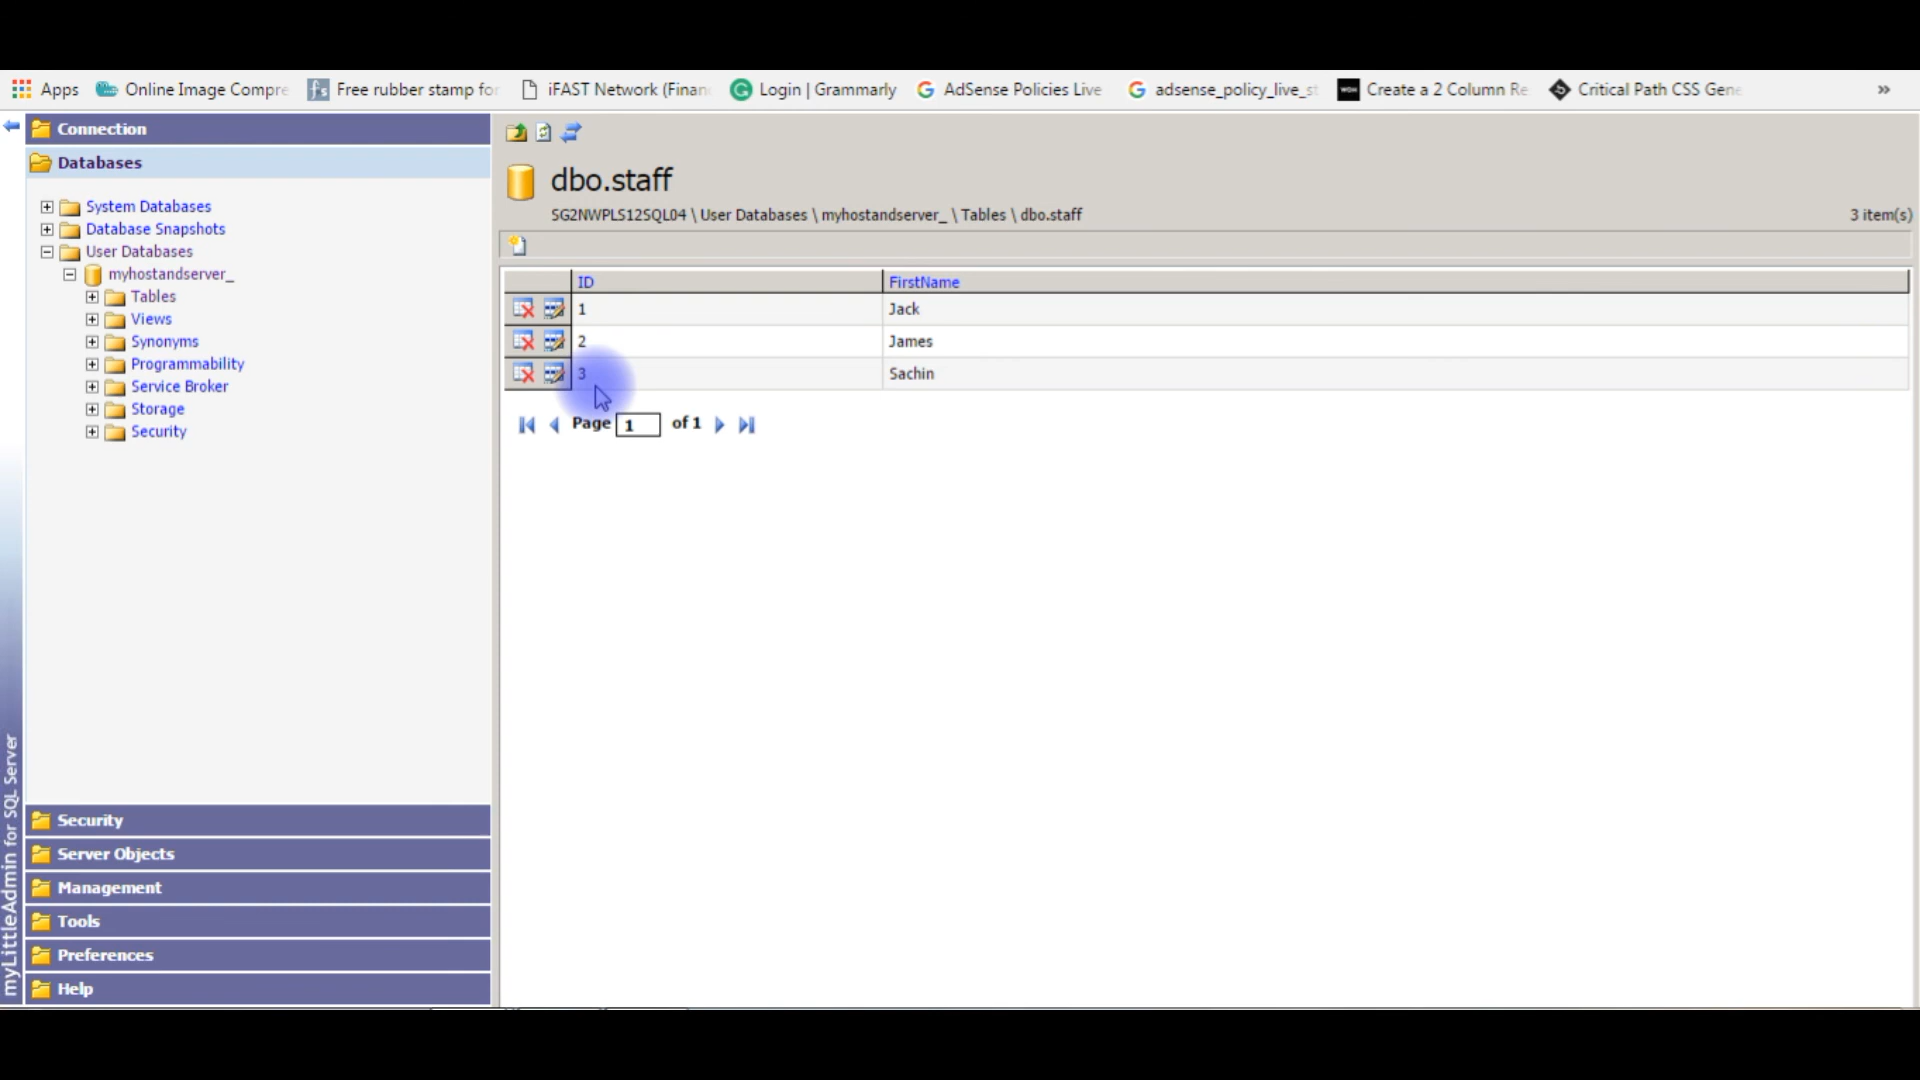 Apps Online Image Compre Free rubber stamp for iFAST Network (Finan Login | Grammarly AdSense Policies Live adsense_policy_live_st Create a 2 Column Re Critical Path CSS Gene »
Connection
Databases
System Databases
Database Snapshots
User Databases
myhostandserver_
Tables
Views
Synonyms
Programmability
Service Broker
Storage
Security
Security
Server Objects
Management
Tools
Preferences
Help
myLittleAdmin for SQL Server
dbo.staff
SG2NWPLS12SQL04 \ User Databases \ myhostandserver_ \ Tables \ dbo.staff 3 item(s)
ID FirstName
1 Jack
2 James
3 Sachin
Page 1 of 1